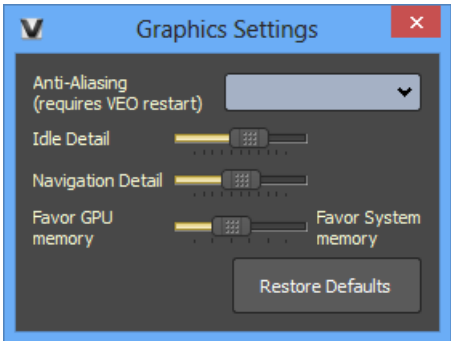 Graphics Settings
Anti-Aliasing
(requires VEO restart)
Idle Detail
Navigation Detail
Favor GPU
memory
Favor System
memory
Restore Defaults